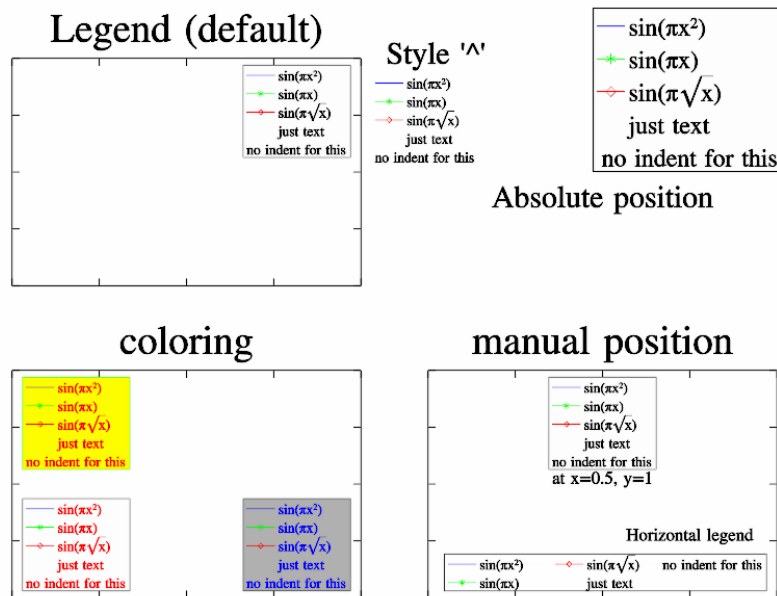 Legend (default)
sin(πx²)
sin(πx)
sin(π√x)
just text
no indent for this
Style '^'
sin(πx²)
sin(πx)
sin(π√x)
just text
no indent for this
sin(πx²)
sin(πx)
sin(π√x)
just text
no indent for this
Absolute position
coloring
sin(πx²)
sin(πx)
sin(π√x)
just text
no indent for this
sin(πx²)
sin(πx)
sin(π√x)
just text
no indent for this
sin(πx²)
sin(πx)
sin(π√x)
just text
no indent for this
manual position
sin(πx²)
sin(πx)
sin(π√x)
just text
no indent for this
at x=0.5, y=1
Horizontal legend
sin(πx²) sin(π√x) no indent for this
sin(πx) just text